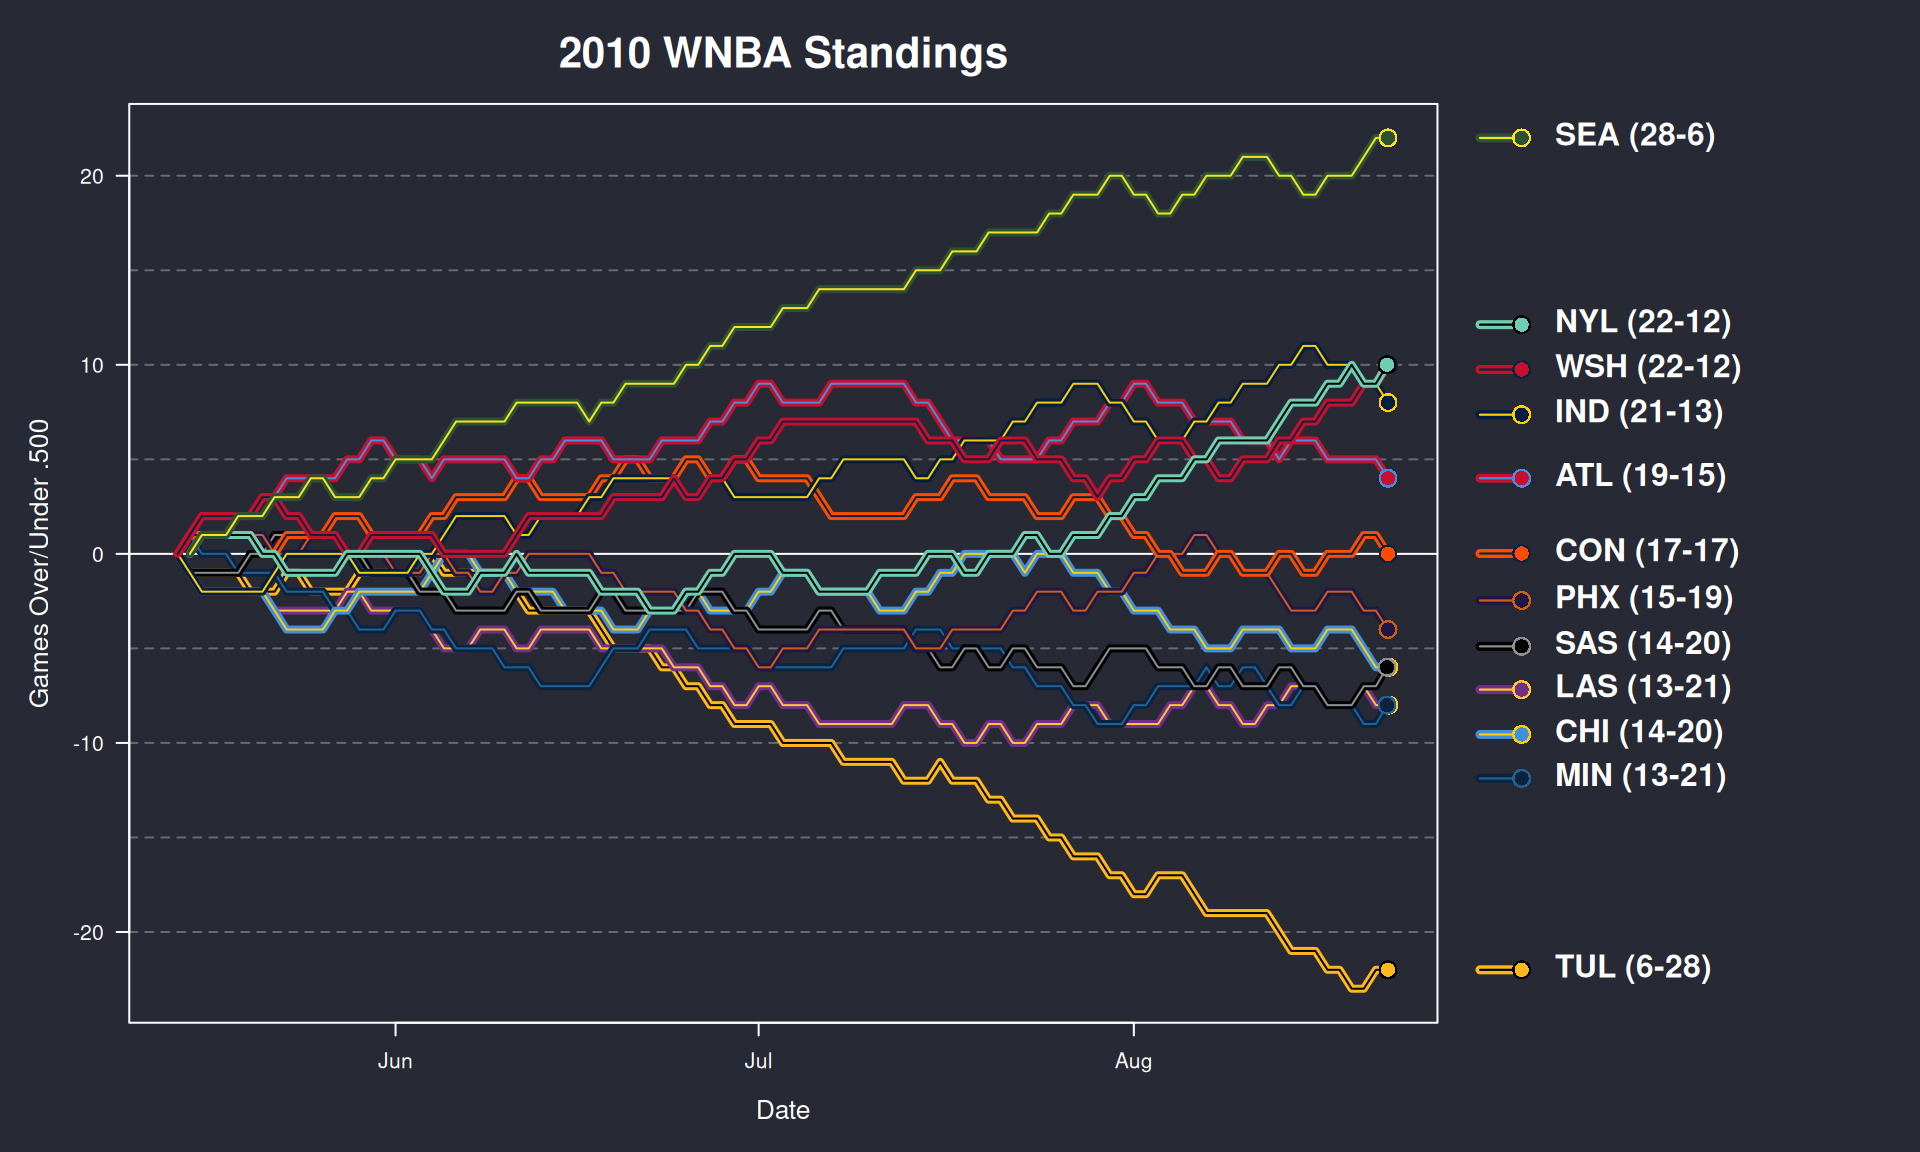 2010 WNBA Standings
Games Over/Under .500
20
10
0
-10
-20
Jun
Jul
Aug
Date
SEA (28-6)
NYL (22-12)
WSH (22-12)
IND (21-13)
ATL (19-15)
CON (17-17)
PHX (15-19)
SAS (14-20)
LAS (13-21)
CHI (14-20)
MIN (13-21)
TUL (6-28)